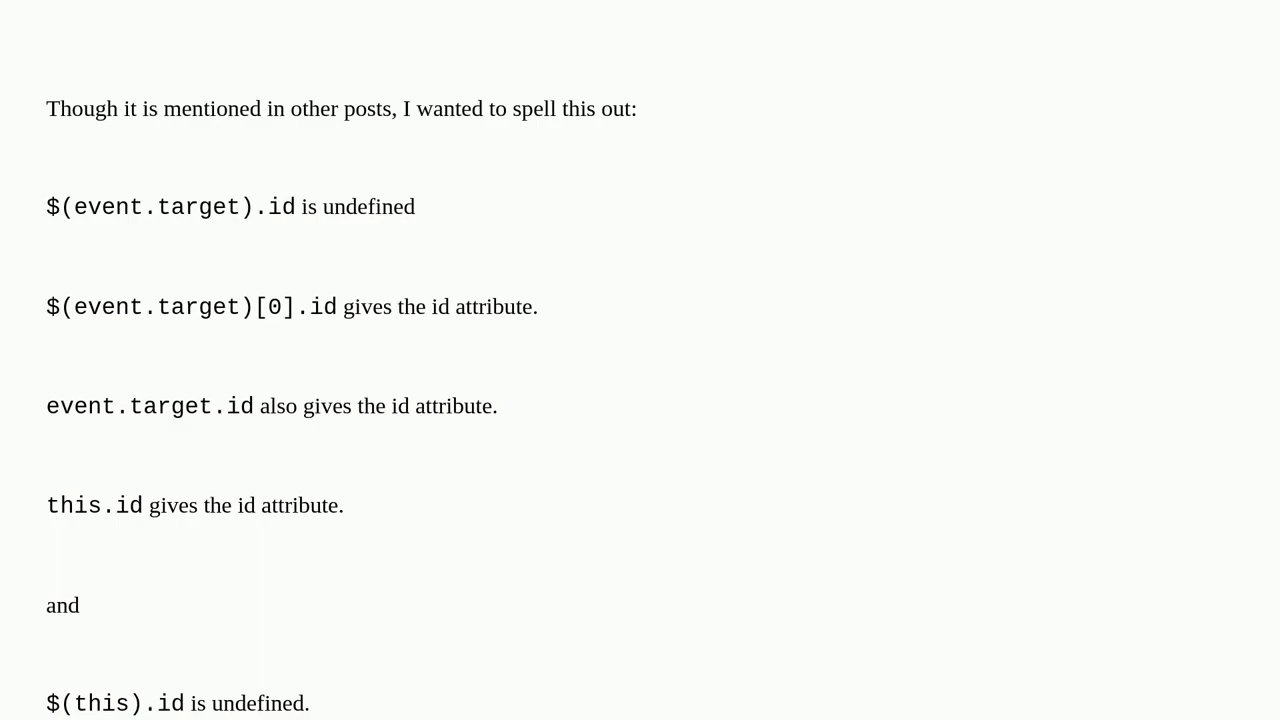 Though it is mentioned in other posts, I wanted to spell this out:
$(event.target).id is undefined
$(event.target)[0].id gives the id attribute.
event.target.id also gives the id attribute.
this.id gives the id attribute.
and
$(this).id is undefined.